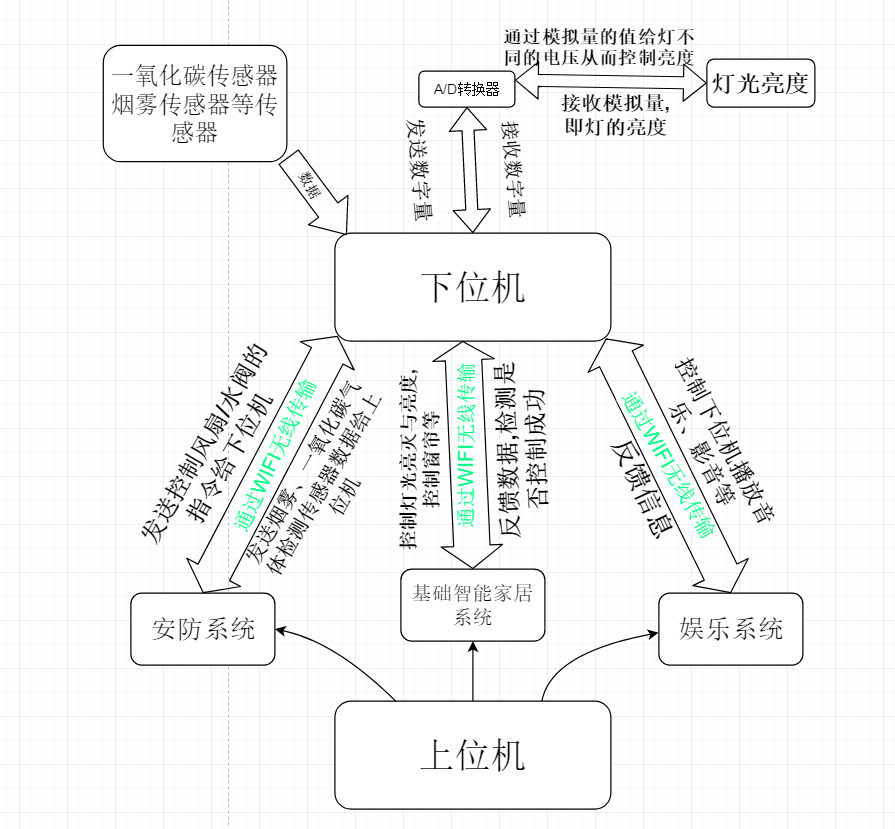 通过模拟量的值给灯不
同的电压从而控制亮度
一氧化碳传感器
烟雾传感器等传
感器
A/D转换器
灯光亮度
接收模拟量，
即灯的亮度
发送数字量
接收数字量
数据
下位机
发送控制风扇/水阀的
指令给下位机
通过WIFI无线传输
发送烟雾、一氧化碳气
体检测传感器数据给上
位机
控制灯光亮灭与亮度,
控制窗帘等
通过WIFI无线传输
反馈数据,检测是
否控制成功
控制下位机播放音
乐、影音等
通过WIFI无线传输
反馈信息
安防系统
基础智能家居
系统
娱乐系统
上位机